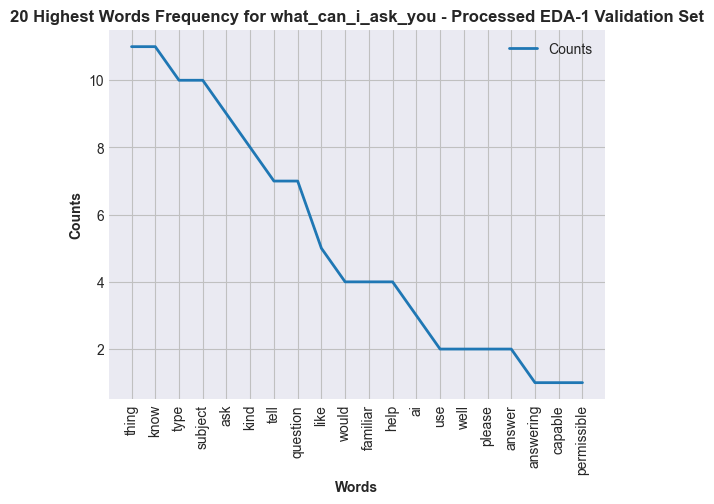 20 Highest Words Frequency for what_can_i_ask_you - Processed EDA-1 Validation Set
Counts
10
8
6
4
2
Counts
thing
know
type
subject
ask
kind
tell
question
like
would
familiar
help
ai
use
well
please
answer
answering
capable
permissible
Words